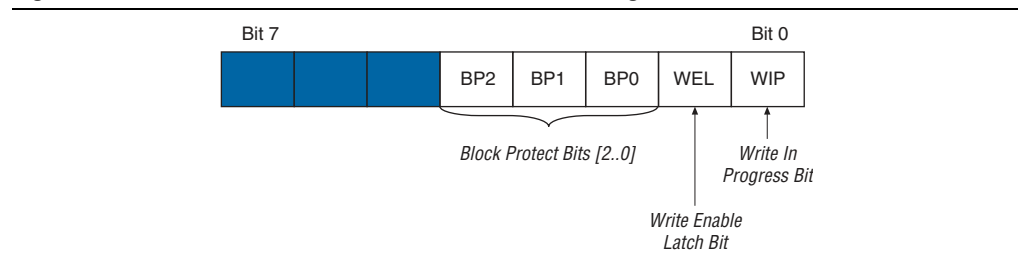 Bit 7 Bit 0
BP2 BP1 BP0 WEL WIP
Block Protect Bits [2..0]
Write In
Progress Bit
Write Enable
Latch Bit